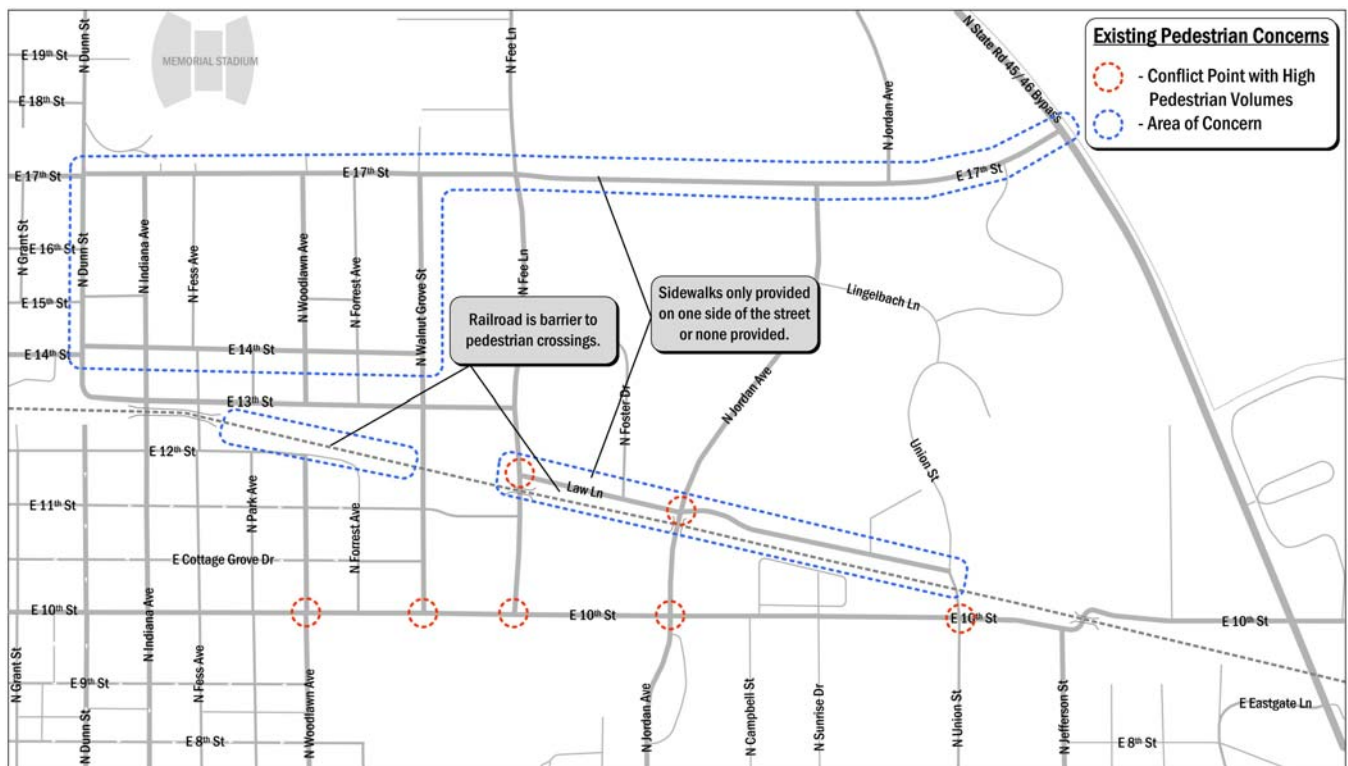 Existing Pedestrian Concerns
- Conflict Point with High
Pedestrian Volumes
- Area of Concern
N Dunn St
N Fee Ln
N State Rd 45/46 Bypass
E 19th St
MEMORIAL STADIUM
E 18th St
N Jordan Ave
E 17th St
E 17th St
E 17th St
N Grant St
E 16th St
N Dunn St
N Indiana Ave
N Fess Ave
N Woodlawn Ave
N Forrest Ave
N Walnut Grove St
N Fee Ln
E 15th St
Lingelbach Ln
Railroad is barrier to
pedestrian crossings.
Sidewalks only provided
on one side of the street
or none provided.
E 14th St
E 14th St
N Foster Dr
N Jordan Ave
E 13th St
E 12th St
Union St
Law Ln
E 11th St
N Park Ave
N Forrest Ave
E Cottage Grove Dr
E 10th St
E 10th St
E 10th St
E 10th St
N Indiana Ave
N Grant St
N Dunn St
N Fess Ave
N Woodlawn Ave
E 9th St
N Jordan Ave
N Campbell St
N Sunrise Dr
N Union St
N Jefferson St
E Eastgate Ln
E 8th St
E 8th St